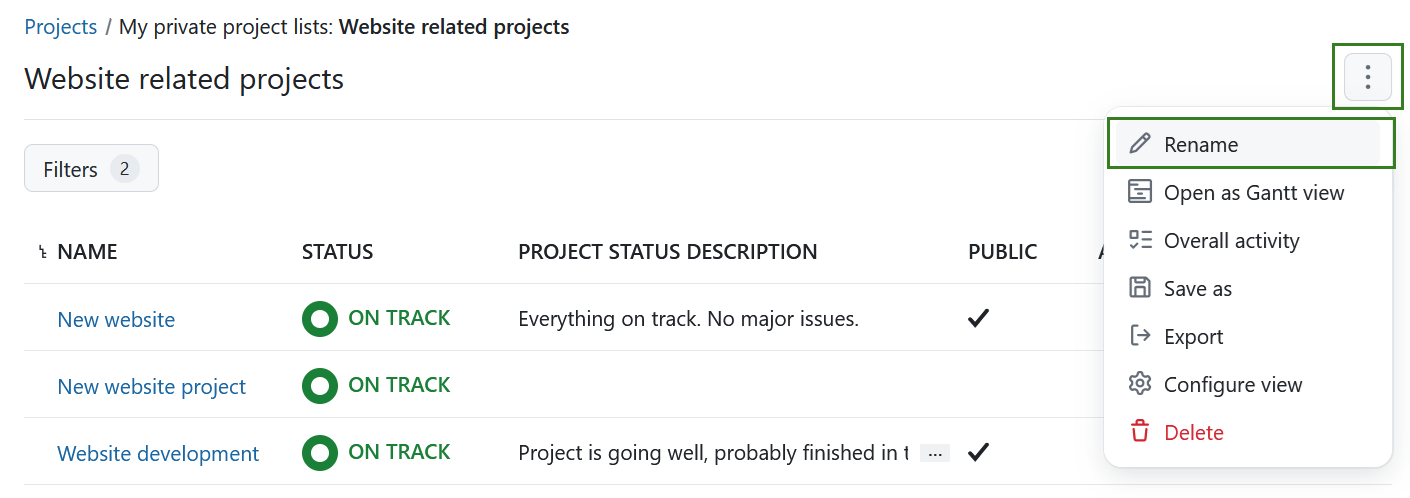 Projects / My private project lists: Website related projects
Website related projects
Filters 2
Rename
Open as Gantt view
Overall activity
Save as
Export
Configure view
Delete
NAME STATUS PROJECT STATUS DESCRIPTION PUBLIC
New website ON TRACK Everything on track. No major issues.
New website project ON TRACK
Website development ON TRACK Project is going well, probably finished in t ...